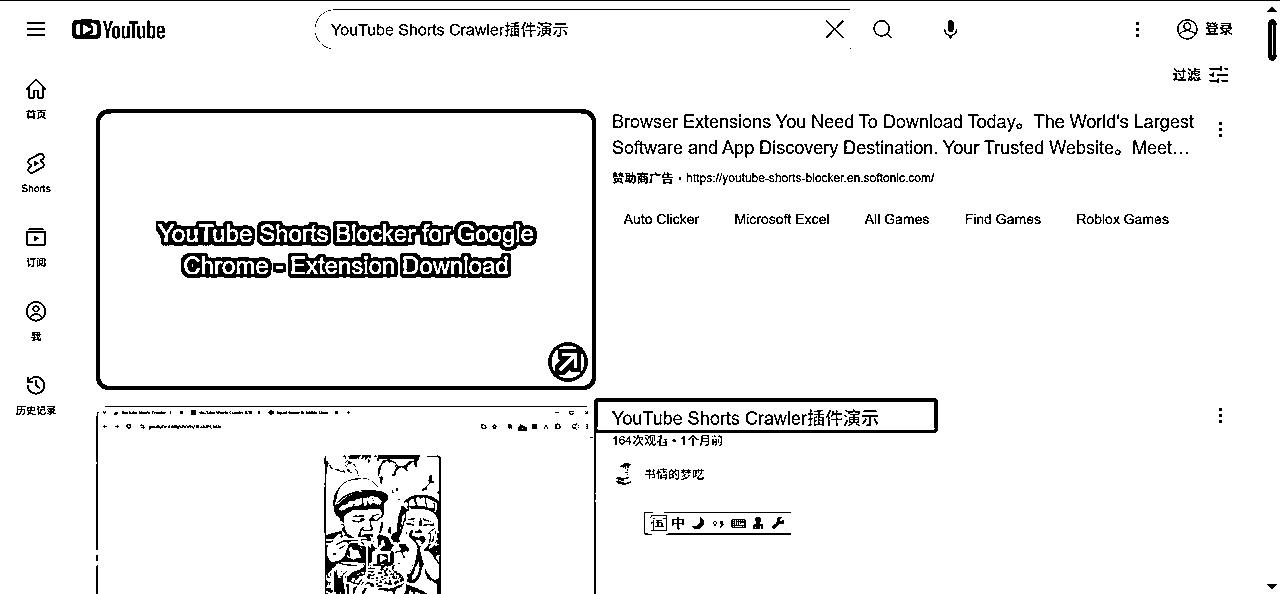 YouTube
YouTube Shorts Crawler插件演示
登录
过滤
首页
Shorts
订阅
我
历史记录
YouTube Shorts Blocker for Google
Chrome - Extension Download
Browser Extensions You Need To Download Today。The World's Largest
Software and App Discovery Destination. Your Trusted Website。Meet…
赞助商广告 · https://youtube-shorts-blocker.en.softonic.com/
Auto Clicker Microsoft Excel All Games Find Games Roblox Games
YouTube Shorts Crawler插件演示
164次观看 · 1个月前
书情的梦呓
五 中